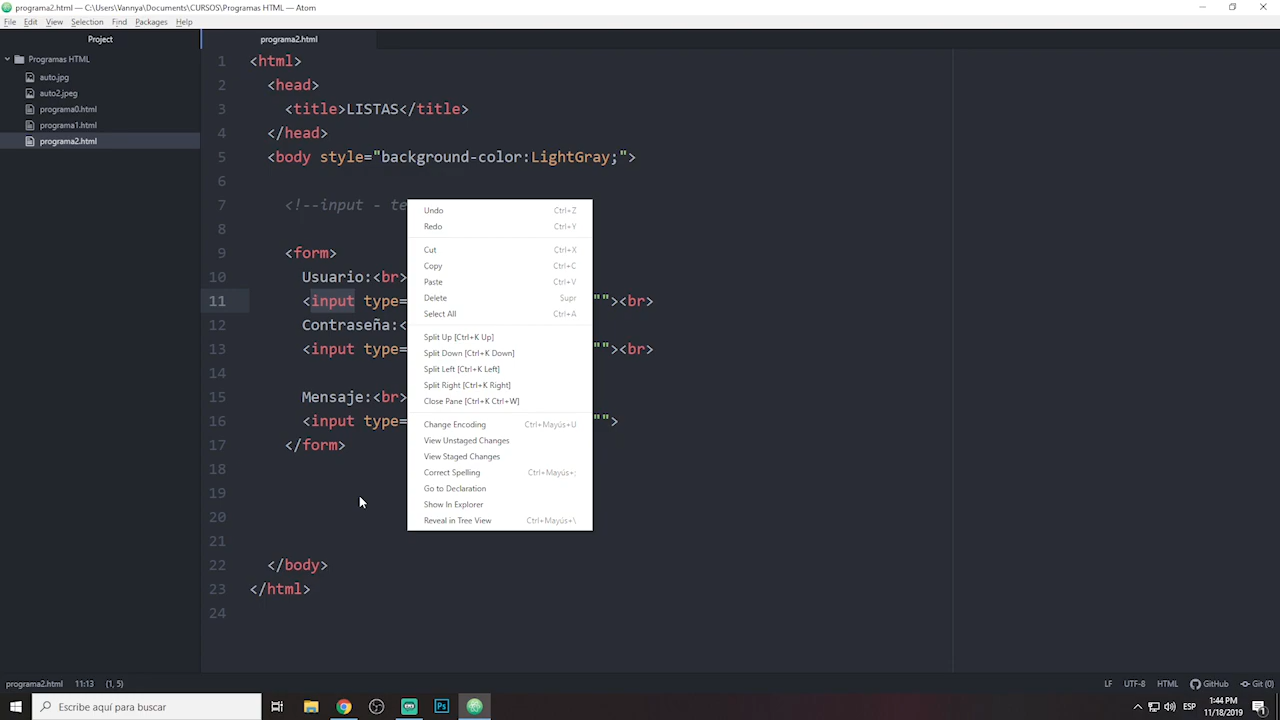 programa2.html — C:\Users\Vannya\Documents\CURSOS\Programas HTML — Atom
File Edit View Selection Find Packages Help
Project
programa2.html
Programas HTML
auto.jpg
auto2.jpeg
programa0.html
programa1.html
programa2.html
1 <html>
2 <head>
3 <title>LISTAS</title>
4 </head>
5 <body style="background-color:LightGray;">
6
7 <!--input - te
8
9 <form>
10 Usuario:<br>
11 <input type= ""><br>
12 Contraseña:<
13 <input type= ""><br>
14
15 Mensaje:<br>
16 <input type= "">
17 </form>
18
19
20
21
22 </body>
23 </html>
24
Undo Ctrl+Z
Redo Ctrl+Y
Cut Ctrl+X
Copy Ctrl+C
Paste Ctrl+V
Delete Supr
Select All Ctrl+A
Split Up [Ctrl+K Up]
Split Down [Ctrl+K Down]
Split Left [Ctrl+K Left]
Split Right [Ctrl+K Right]
Close Pane [Ctrl+K Ctrl+W]
Change Encoding Ctrl+Mayús+U
View Unstaged Changes
View Staged Changes
Correct Spelling Ctrl+Mayús+:
Go to Declaration
Show In Explorer
Reveal in Tree View Ctrl+Mayús+\
programa2.html 11:13 (1, 5) LF UTF-8 HTML GitHub Git (0)
Escribe aquí para buscar
Ps
ESP
1:44 PM
11/18/2019
1